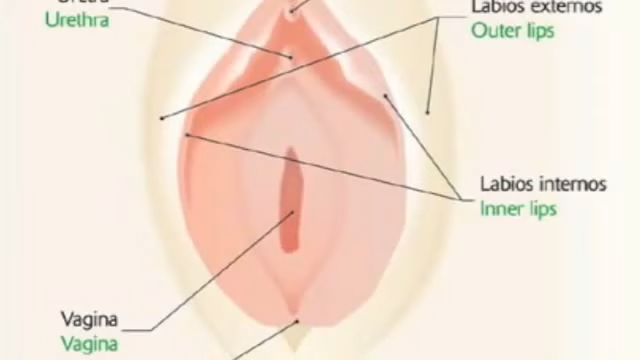 Urethra
Labios externos
Outer lips
Labios internos
Inner lips
Vagina
Vagina